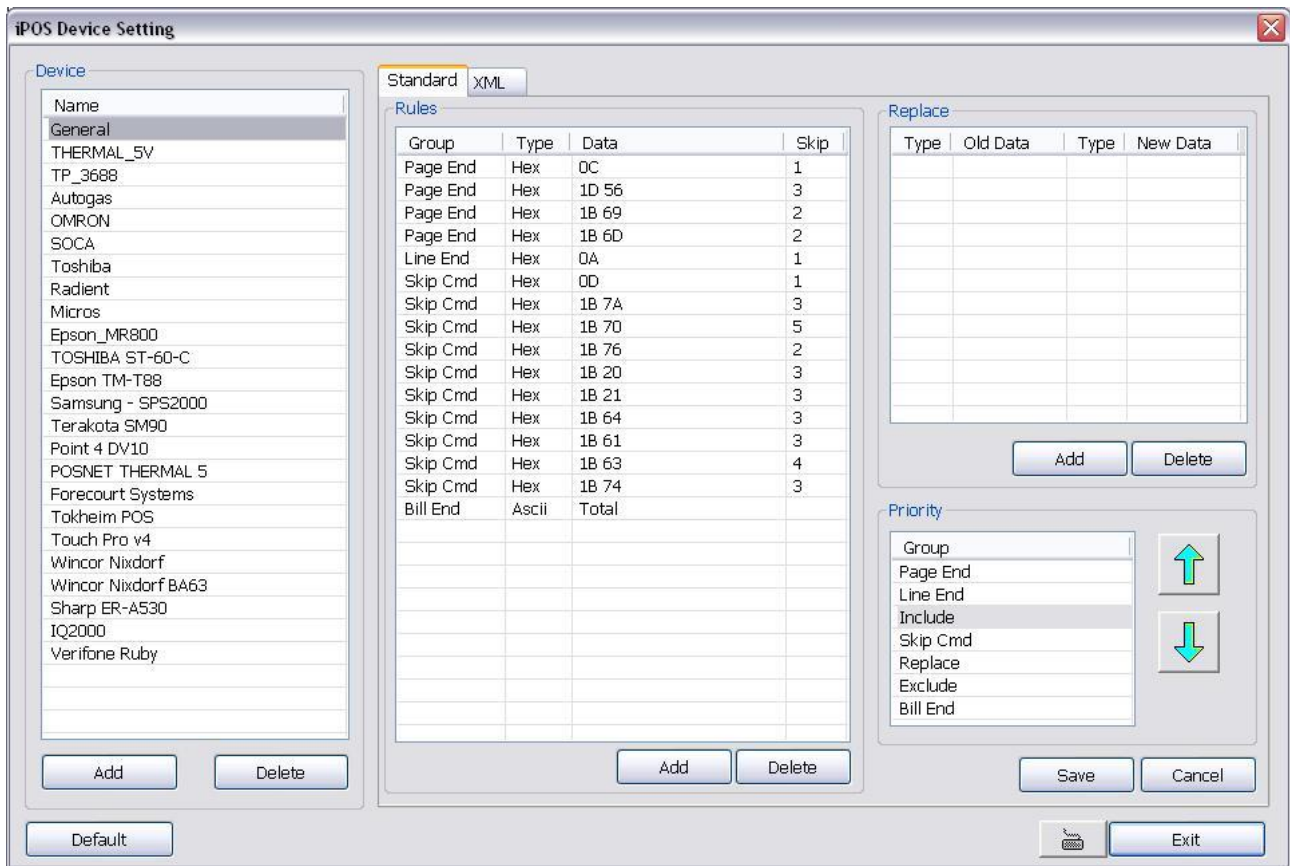 iPOS Device Setting
Device
Name
General
THERMAL_5V
TP_3688
Autogas
OMRON
SOCA
Toshiba
Radient
Micros
Epson_MR800
TOSHIBA ST-60-C
Epson TM-T88
Samsung - SPS2000
Terakota SM90
Point 4 DV10
POSNET THERMAL 5
Forecourt Systems
Tokheim POS
Touch Pro v4
Wincor Nixdorf
Wincor Nixdorf BA63
Sharp ER-A530
IQ2000
Verifone Ruby
Add Delete
Default
Standard XML
Rules
Group Type Data Skip
Page End Hex 0C 1
Page End Hex 1D 56 3
Page End Hex 1B 69 2
Page End Hex 1B 6D 2
Line End Hex 0A 1
Skip Cmd Hex 0D 1
Skip Cmd Hex 1B 7A 3
Skip Cmd Hex 1B 70 5
Skip Cmd Hex 1B 76 2
Skip Cmd Hex 1B 20 3
Skip Cmd Hex 1B 21 3
Skip Cmd Hex 1B 64 3
Skip Cmd Hex 1B 61 3
Skip Cmd Hex 1B 63 4
Skip Cmd Hex 1B 74 3
Bill End Ascii Total
Add Delete
Replace
Type Old Data Type New Data
Add Delete
Priority
Group
Page End
Line End
Include
Skip Cmd
Replace
Exclude
Bill End
Save Cancel
Exit